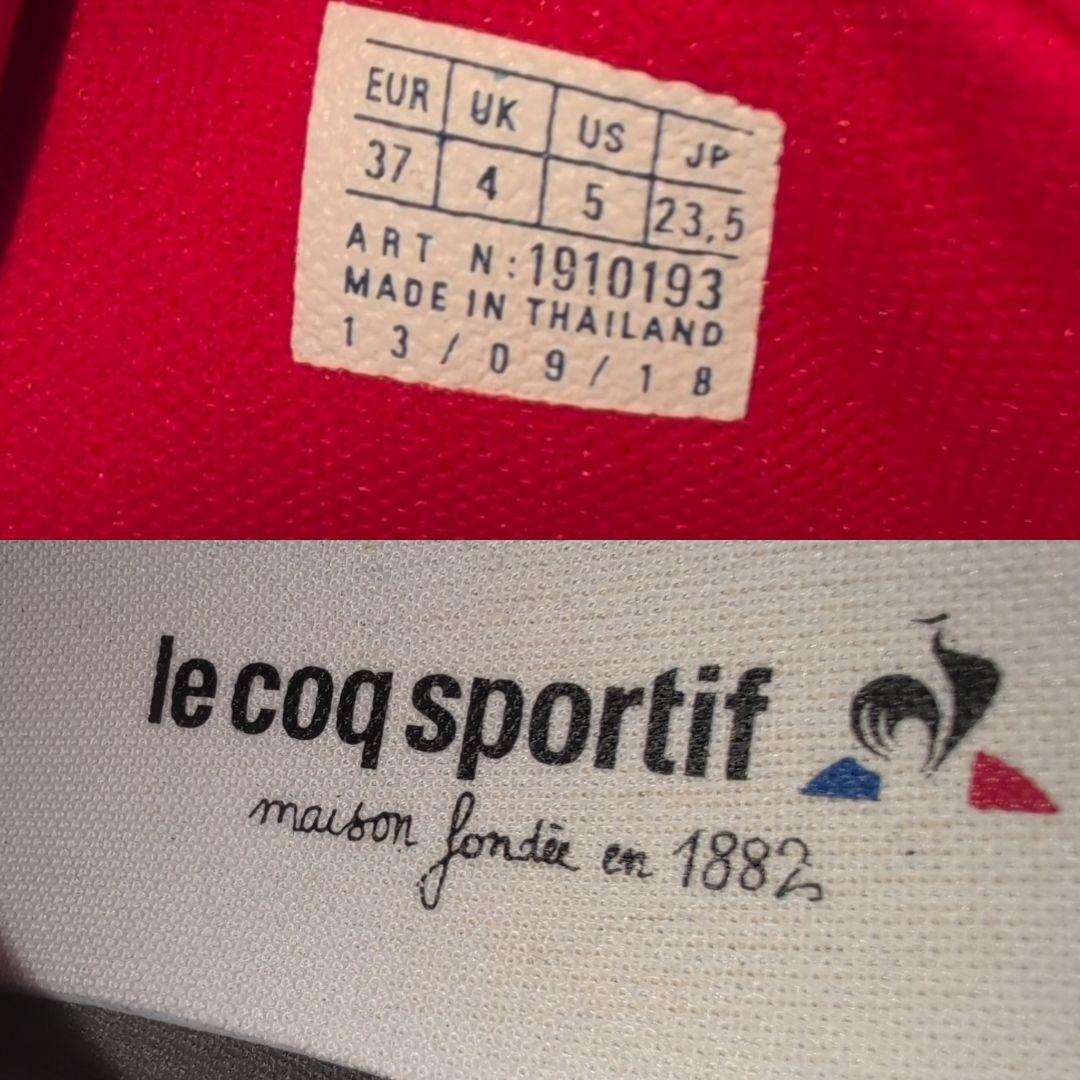 EUR UK US JP
37 4 5 23,5
ART N:1910193
MADE IN THAILAND
13/09/18
le coq sportif
maison fondée en 1882